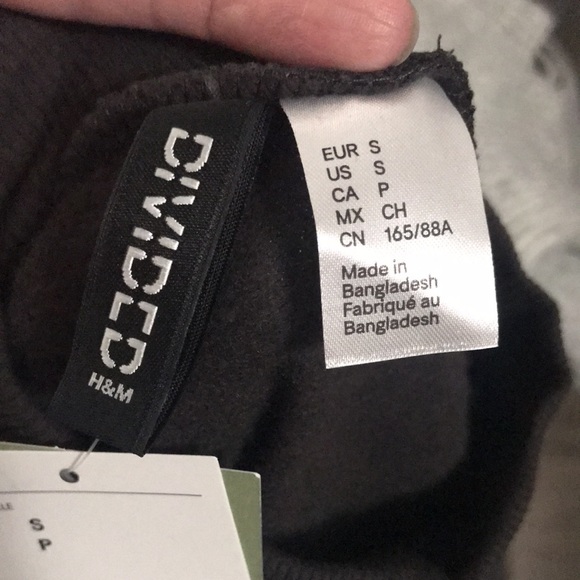 DIVIDED
H&M
EUR S
US S
CA P
MX CH
CN 165/88A
Made in
Bangladesh
Fabriqué au
Bangladesh
S
P